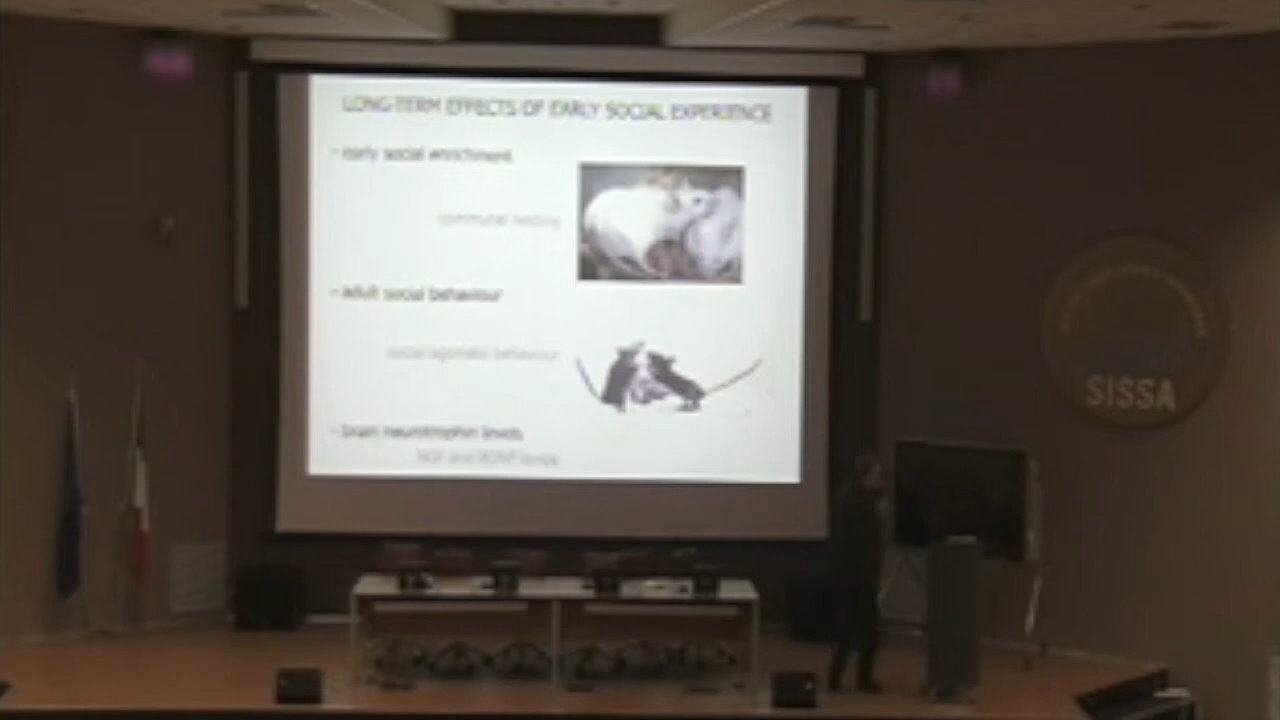 LONG-TERM EFFECTS OF EARLY SOCIAL EXPERIENCE
- early social enrichment
communal nesting
- adult social behaviour
social/agonistic behaviour
- brain neurotrophin levels
NGF and BDNF levels
SISSA